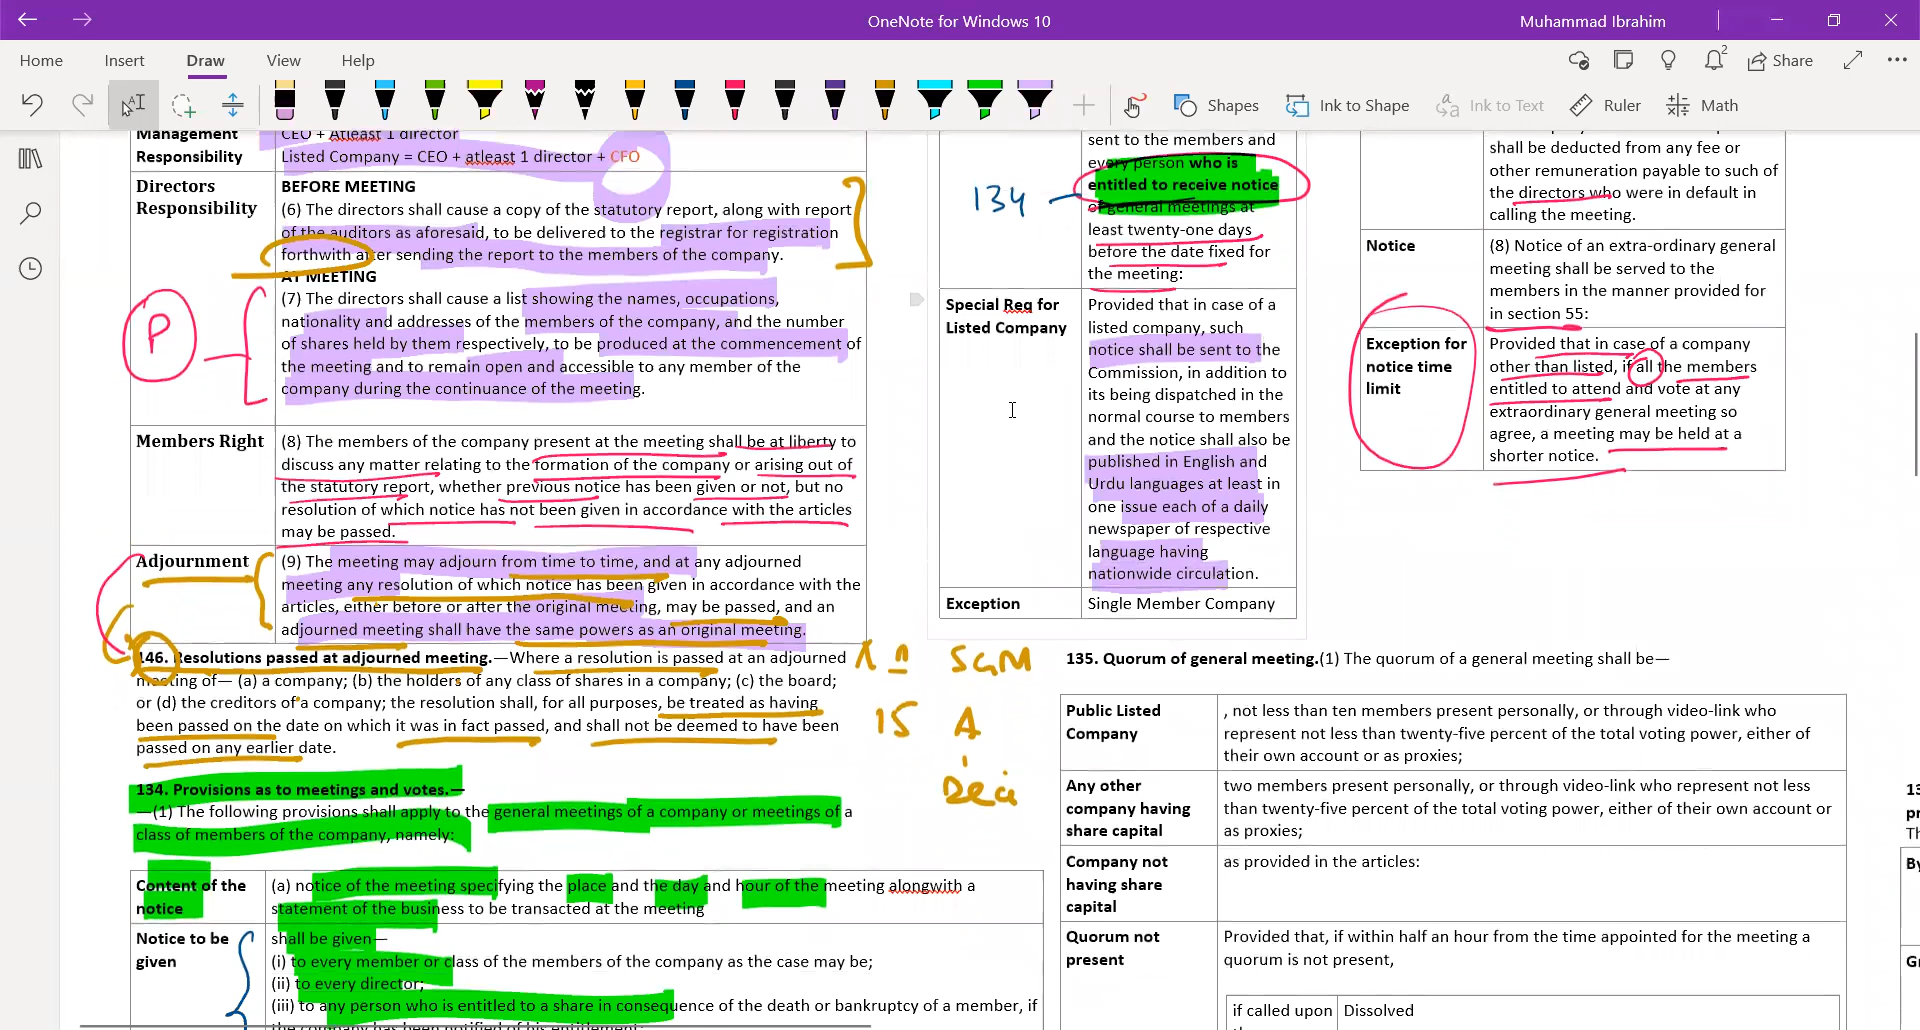 OneNote for Windows 10
Muhammad Ibrahim
Home Insert Draw View Help
2
Share
Shapes Ink to Shape Ink to Text Ruler Math
Management
Responsibility
CEO + Atleast 1 director
Listed Company = CEO + atleast 1 director + CFO
Directors
Responsibility
BEFORE MEETING
(6) The directors shall cause a copy of the statutory report, along with report
of the auditors as aforesaid, to be delivered to the registrar for registration
forthwith after sending the report to the members of the company.
AT MEETING
(7) The directors shall cause a list showing the names, occupations,
nationality and addresses of the members of the company, and the number
of shares held by them respectively, to be produced at the commencement of
the meeting and to remain open and accessible to any member of the
company during the continuance of the meeting.
P
Members Right
(8) The members of the company present at the meeting shall be at liberty to
discuss any matter relating to the formation of the company or arising out of
the statutory report, whether previous notice has been given or not, but no
resolution of which notice has not been given in accordance with the articles
may be passed.
Adjournment
(9) The meeting may adjourn from time to time, and at any adjourned
meeting any resolution of which notice has been given in accordance with the
articles, either before or after the original meeting, may be passed, and an
adjourned meeting shall have the same powers as an original meeting.
146. Resolutions passed at adjourned meeting.—Where a resolution is passed at an adjourned
meeting of— (a) a company; (b) the holders of any class of shares in a company; (c) the board;
or (d) the creditors of a company; the resolution shall, for all purposes, be treated as having
been passed on the date on which it was in fact passed, and shall not be deemed to have been
passed on any earlier date.
SGM
15 A
134. Provisions as to meetings and votes.—
—(1) The following provisions shall apply to the general meetings of a company or meetings of a
class of members of the company, namely:
Content of the
notice
(a) notice of the meeting specifying the place and the day and hour of the meeting alongwith a
statement of the business to be transacted at the meeting
Notice to be
given
shall be given—
(i) to every member or class of the members of the company as the case may be;
(ii) to every director;
(iii) to any person who is entitled to a share in consequence of the death or bankruptcy of a member, if
the company has been notified of his entitlement;
134
sent to the members and
every person who is
entitled to receive notice
of general meetings at
least twenty-one days
before the date fixed for
the meeting:
Special Req for
Listed Company
Provided that in case of a
listed company, such
notice shall be sent to the
Commission, in addition to
its being dispatched in the
normal course to members
and the notice shall also be
published in English and
Urdu languages at least in
one issue each of a daily
newspaper of respective
language having
nationwide circulation.
Exception
Single Member Company
shall be deducted from any fee or
other remuneration payable to such of
the directors who were in default in
calling the meeting.
Notice
(8) Notice of an extra-ordinary general
meeting shall be served to the
members in the manner provided for
in section 55:
Exception for
notice time
limit
Provided that in case of a company
other than listed, if all the members
entitled to attend and vote at any
extraordinary general meeting so
agree, a meeting may be held at a
shorter notice.
135. Quorum of general meeting.(1) The quorum of a general meeting shall be—
Public Listed
Company
, not less than ten members present personally, or through video-link who
represent not less than twenty-five percent of the total voting power, either of
their own account or as proxies;
Any other
company having
share capital
two members present personally, or through video-link who represent not less
than twenty-five percent of the total voting power, either of their own account or
as proxies;
Company not
having share
capital
as provided in the articles:
Quorum not
present
Provided that, if within half an hour from the time appointed for the meeting a
quorum is not present,
if called upon
Dissolved